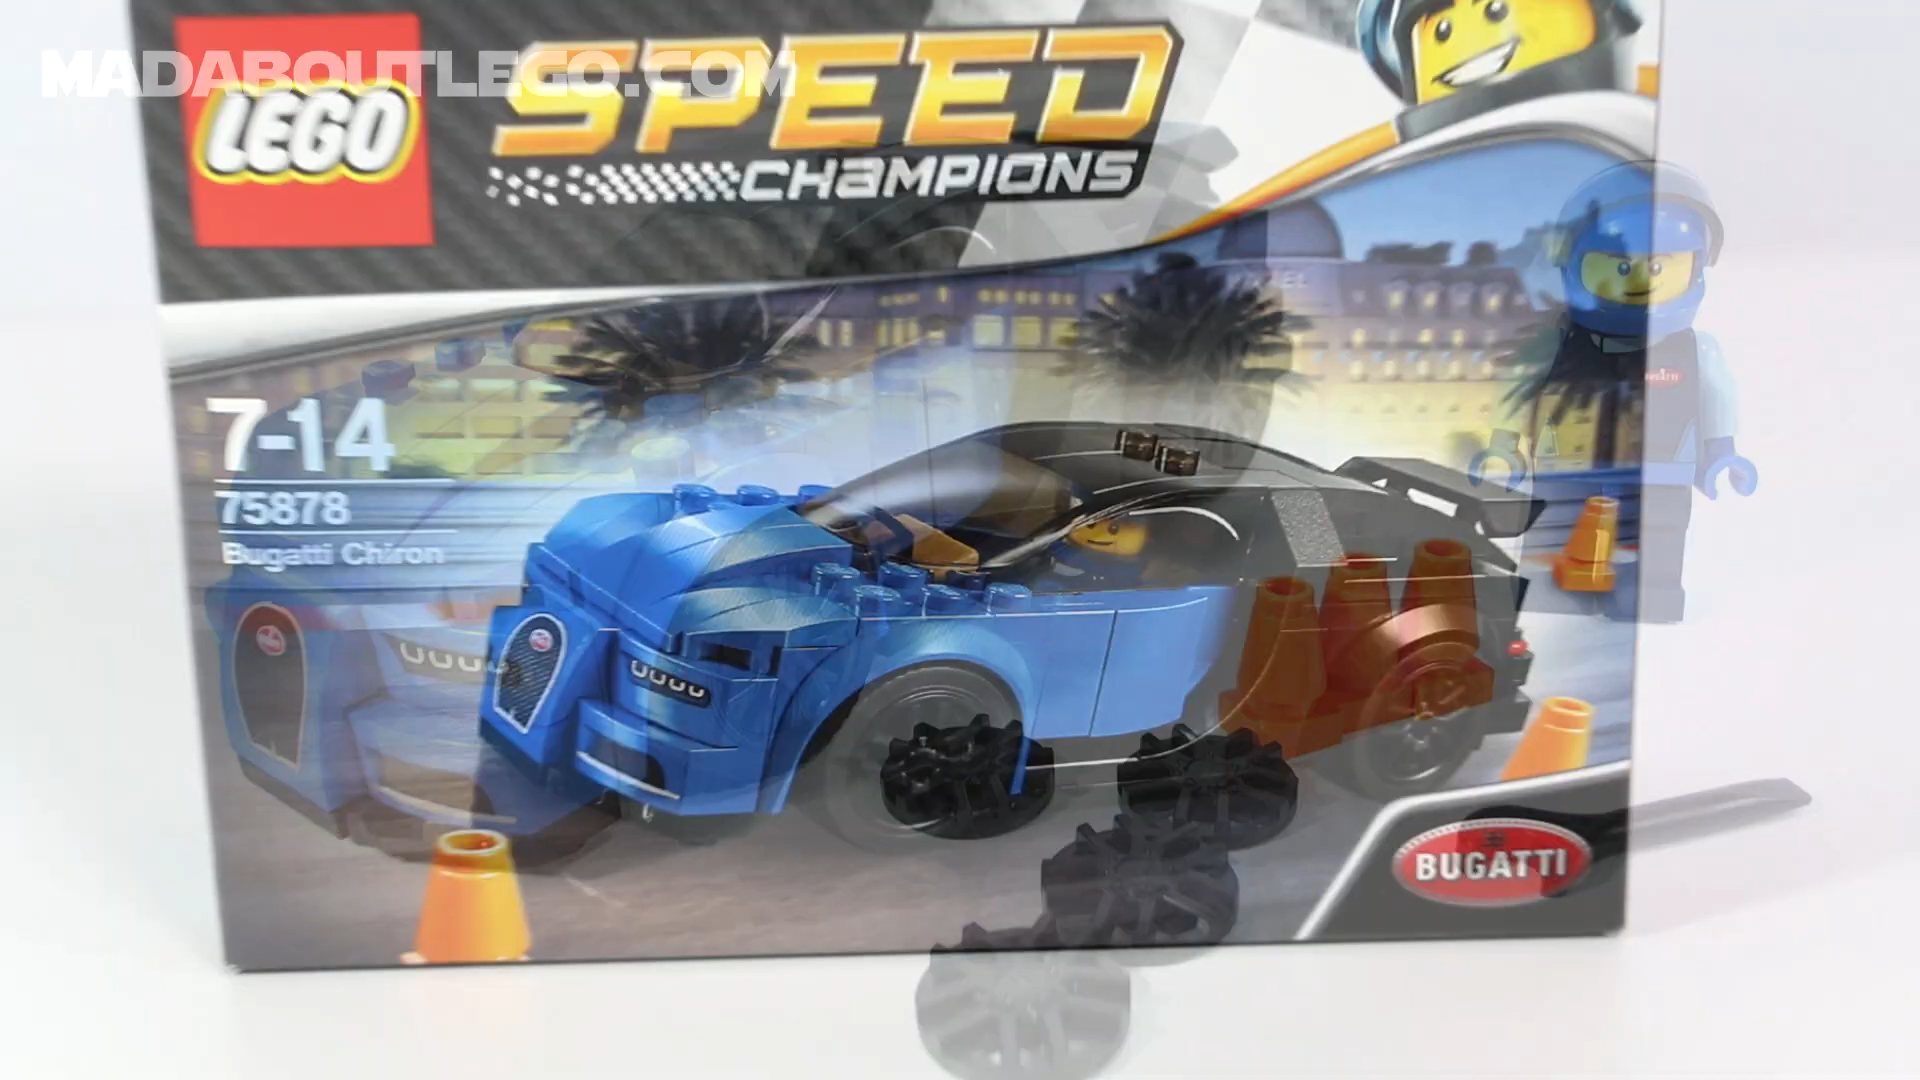 MADABOUTLEGO.COM
LEGO
SPEED
CHAMPIONS
7-14
75878
Bugatti Chiron
BUGATTI